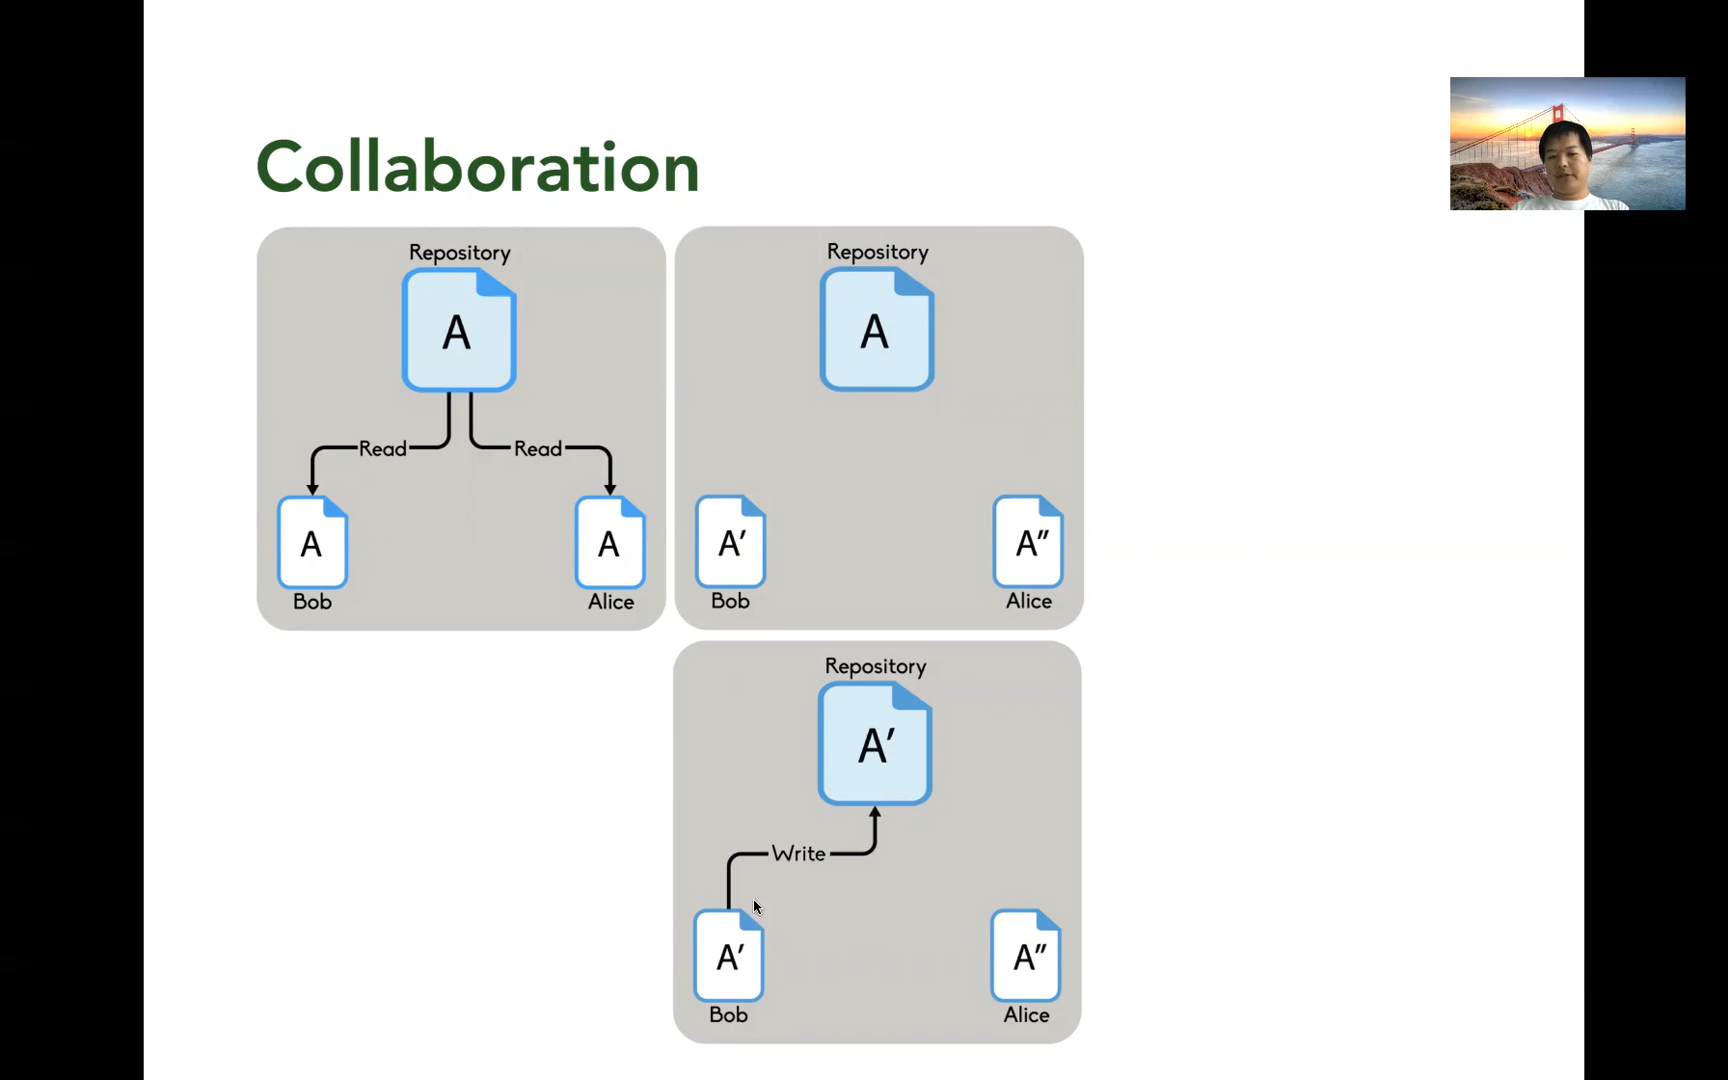 Collaboration
Repository
A
Read
Read
A
A
Bob
Alice
Repository
A
A′
A″
Bob
Alice
Repository
A′
Write
A′
A″
Bob
Alice